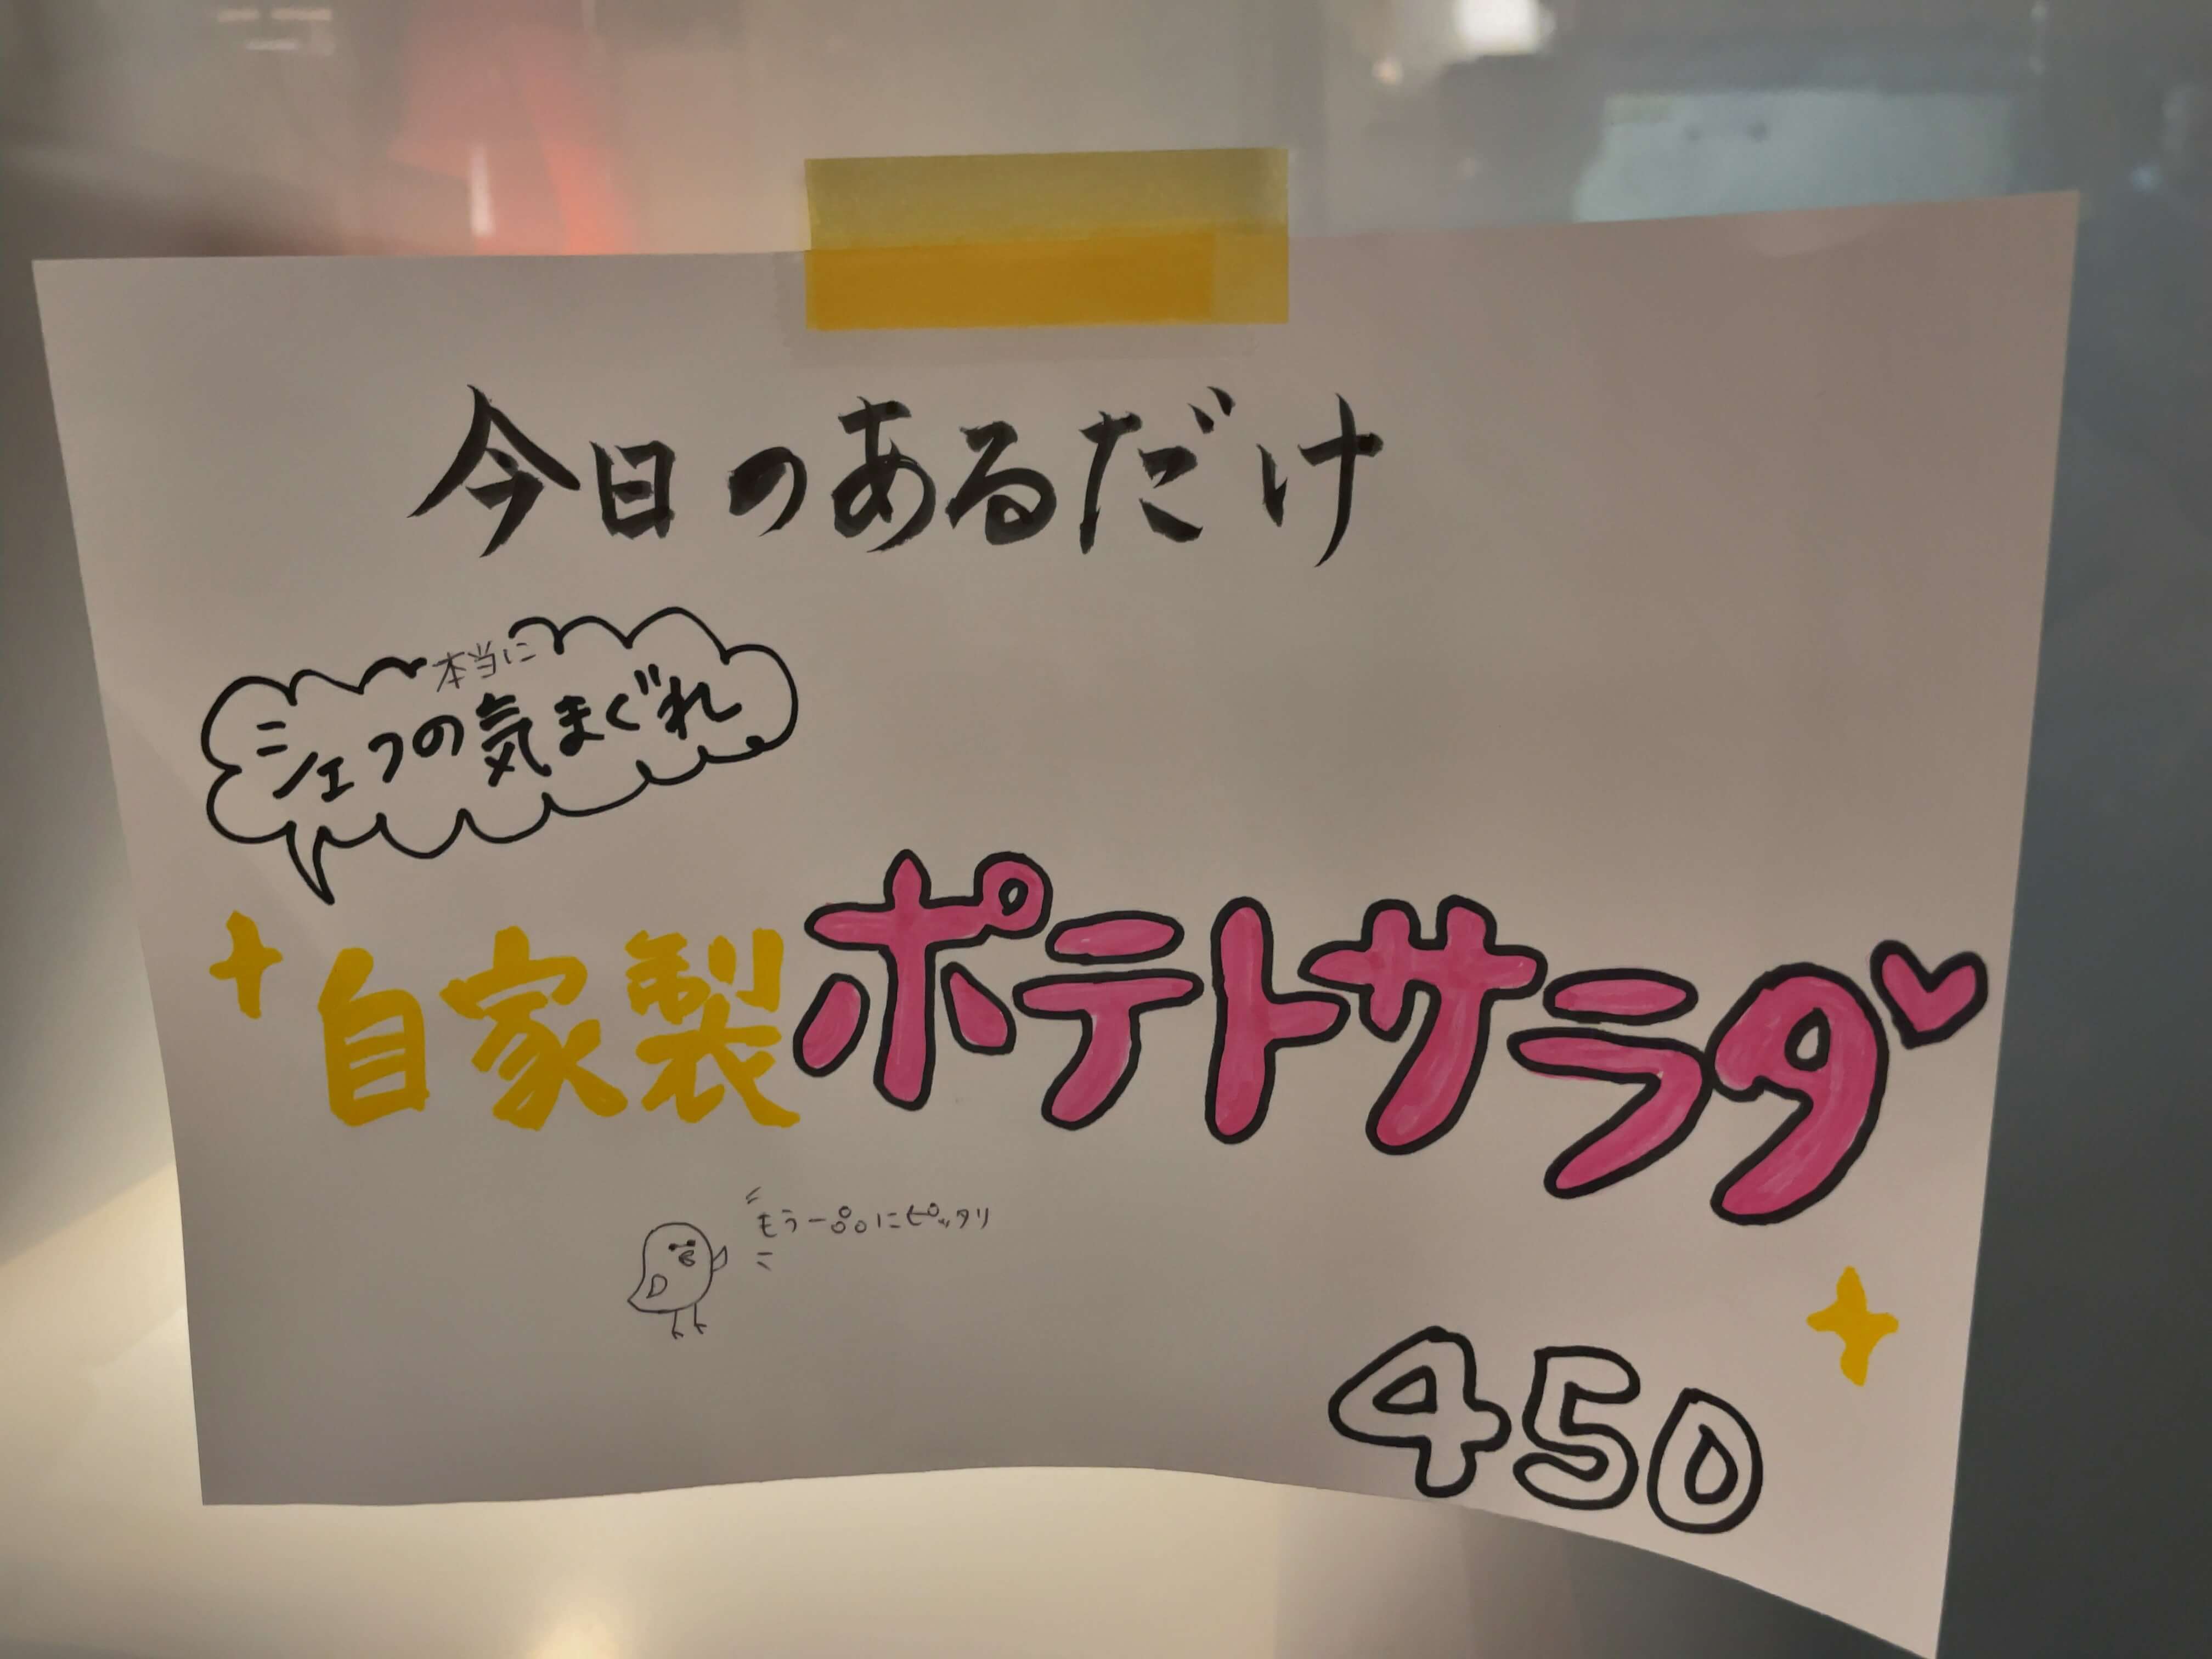 今日のあるだけ
本当に
シェフの気まぐれ
自家製ポテトサラダ
もう一品にピッタリ
450